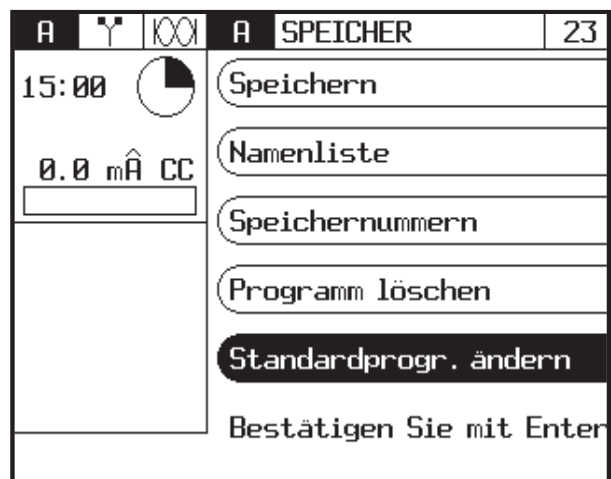 A A SPEICHER 23
15:00
0.0 mÂ CC
Speichern
Namenliste
Speichernummern
Programm löschen
Standardprogr. ändern
Bestätigen Sie mit Enter